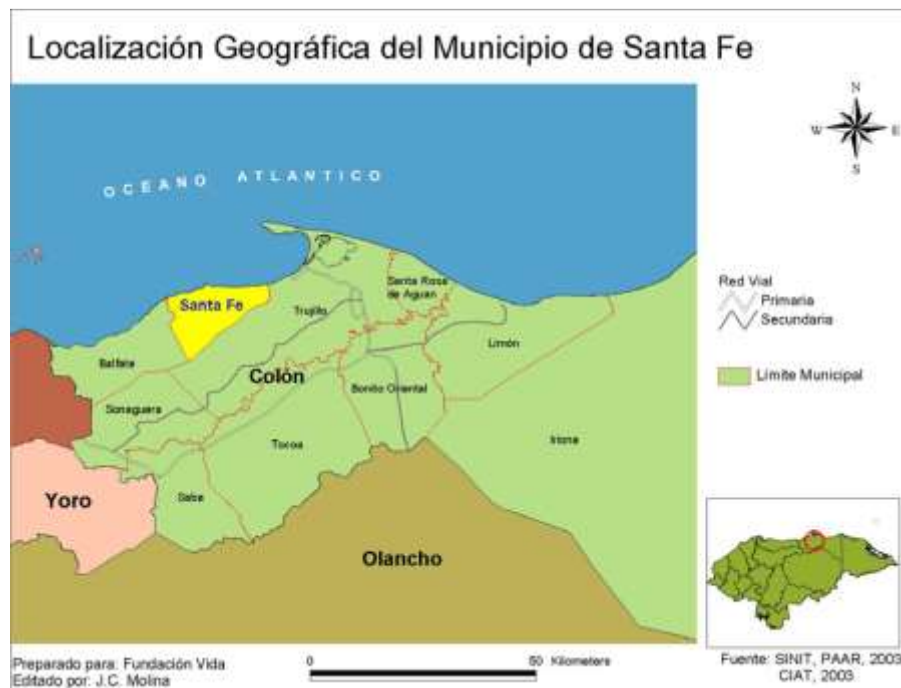 Localización Geográfica del Municipio de Santa Fe
N
W E
S
OCEANO ATLANTICO
Santa Rosa
de Aguan
Santa Fe
Trujillo
Limón
Balfate
Colón
Bonito Oriental
Sonaguera
Tocoa
Iriona
Saba
Yoro
Olancho
Red Vial
Primaria
Secundaria
Límite Municipal
0 50 Kilometers
Preparado para: Fundación Vida
Editado por: J.C. Molina
Fuente: SINIT, PAAR, 2003
CIAT, 2003